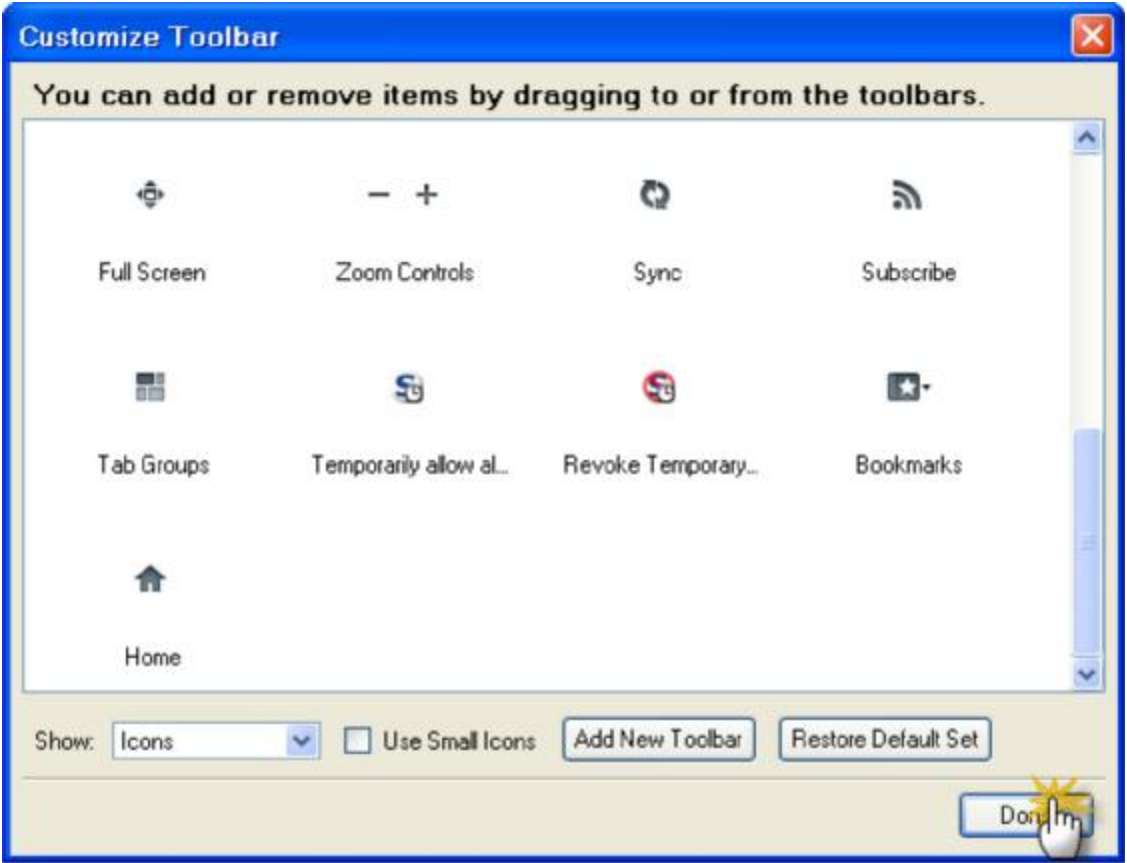 Customize Toolbar
You can add or remove items by dragging to or from the toolbars.
Full Screen Zoom Controls Sync Subscribe
Tab Groups Temporarily allow al... Revoke Temporary... Bookmarks
Home
Show: Icons Use Small Icons Add New Toolbar Restore Default Set